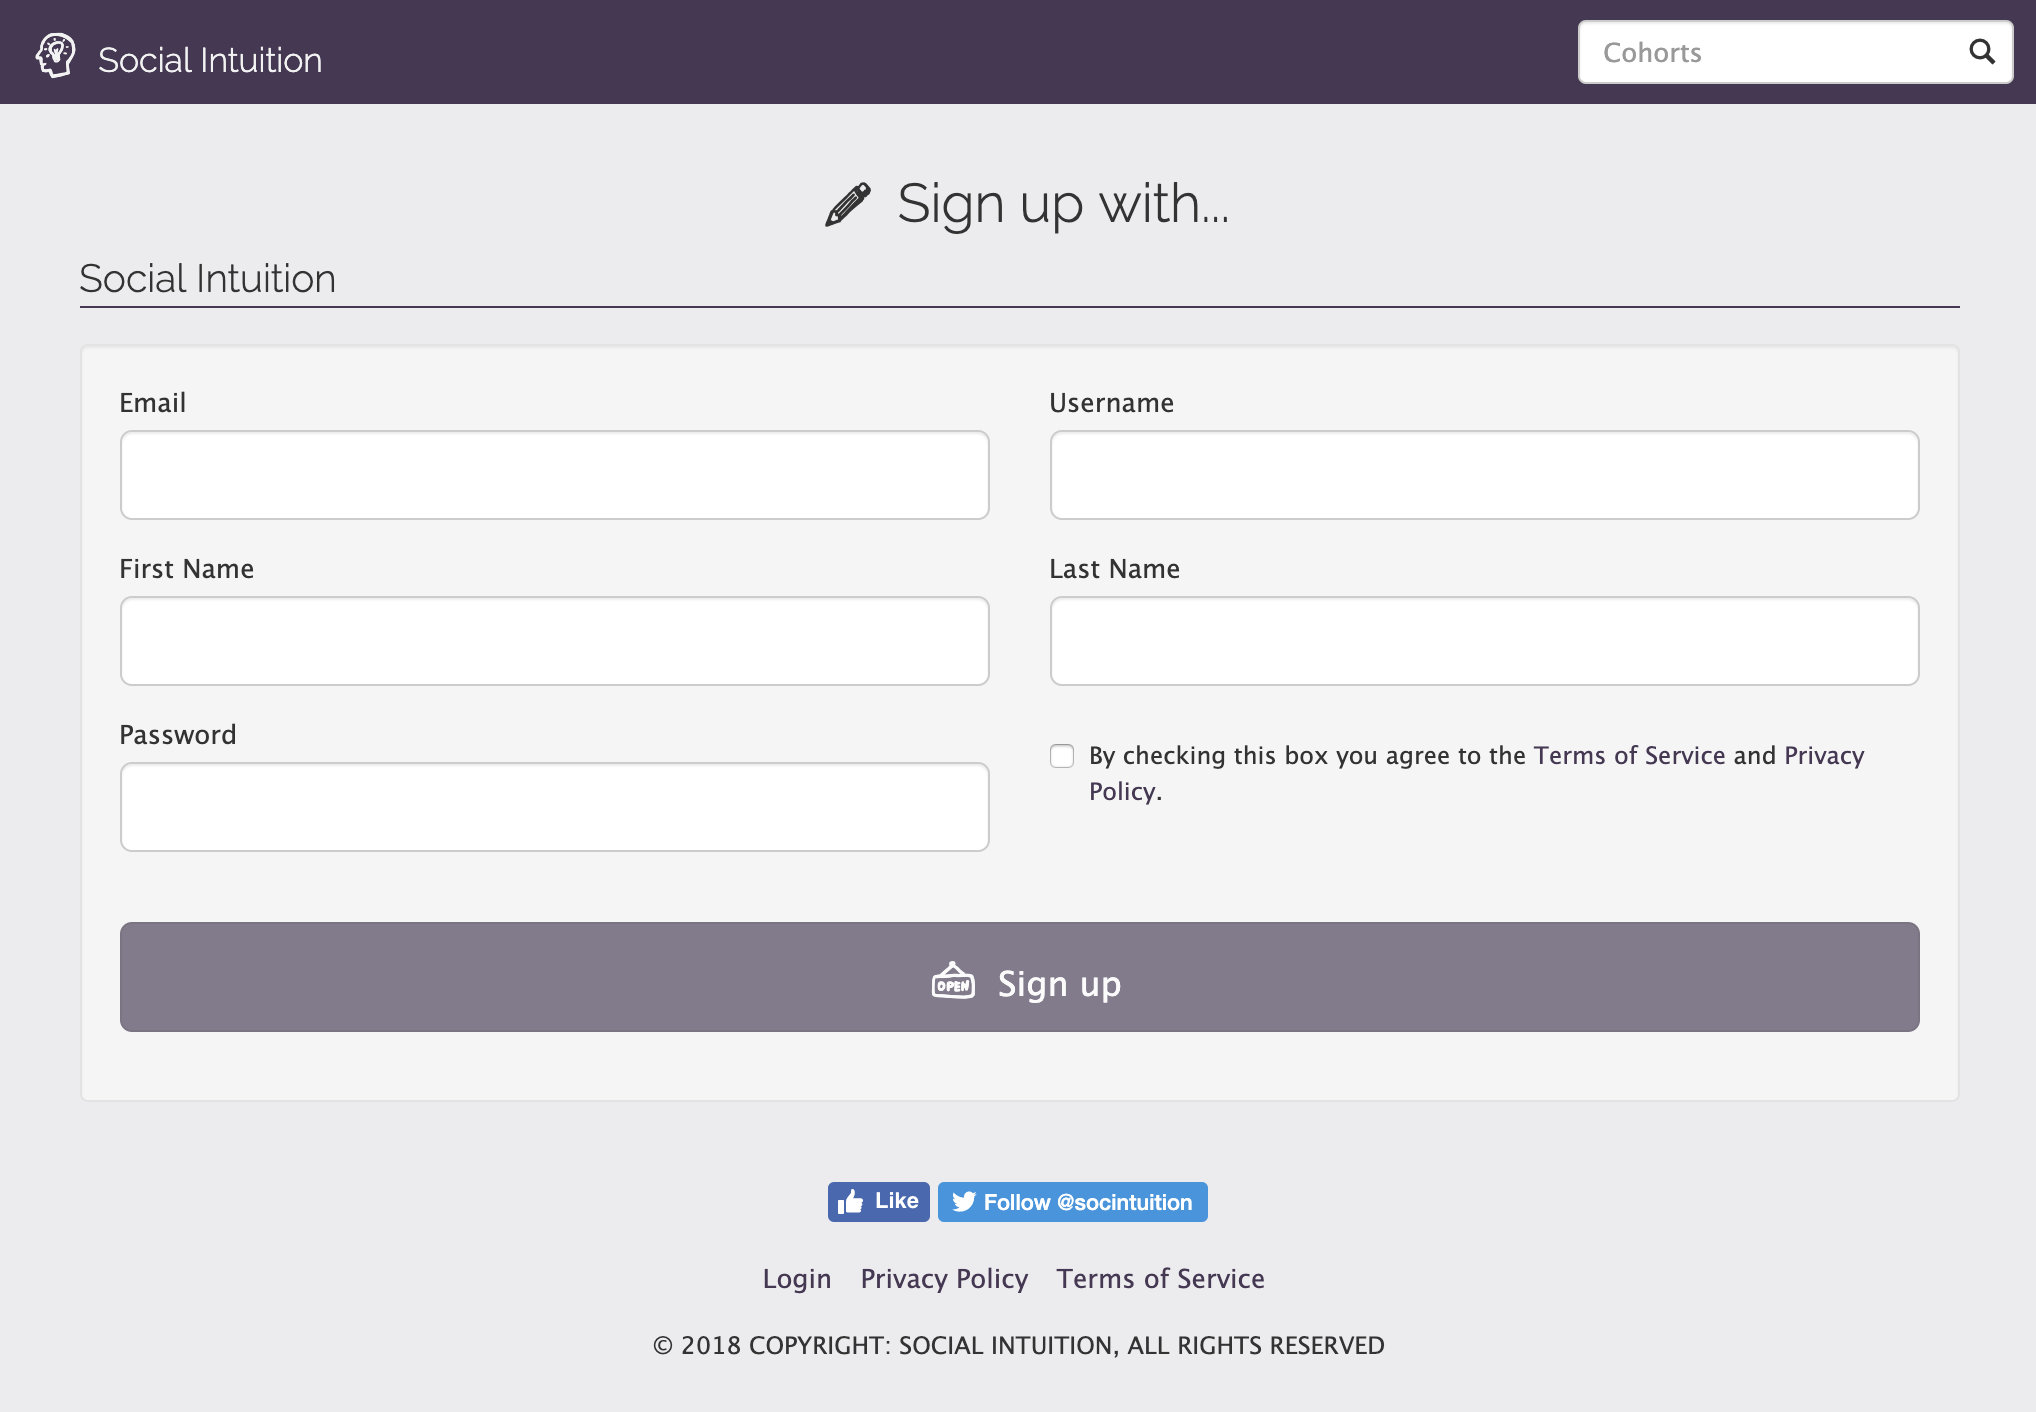 Social Intuition
Cohorts
Sign up with...
Social Intuition
Email
Username
First Name
Last Name
Password
By checking this box you agree to the Terms of Service and Privacy
Policy.
OPEN Sign up
Like
Follow @socintuition
Login Privacy Policy Terms of Service
© 2018 COPYRIGHT: SOCIAL INTUITION, ALL RIGHTS RESERVED